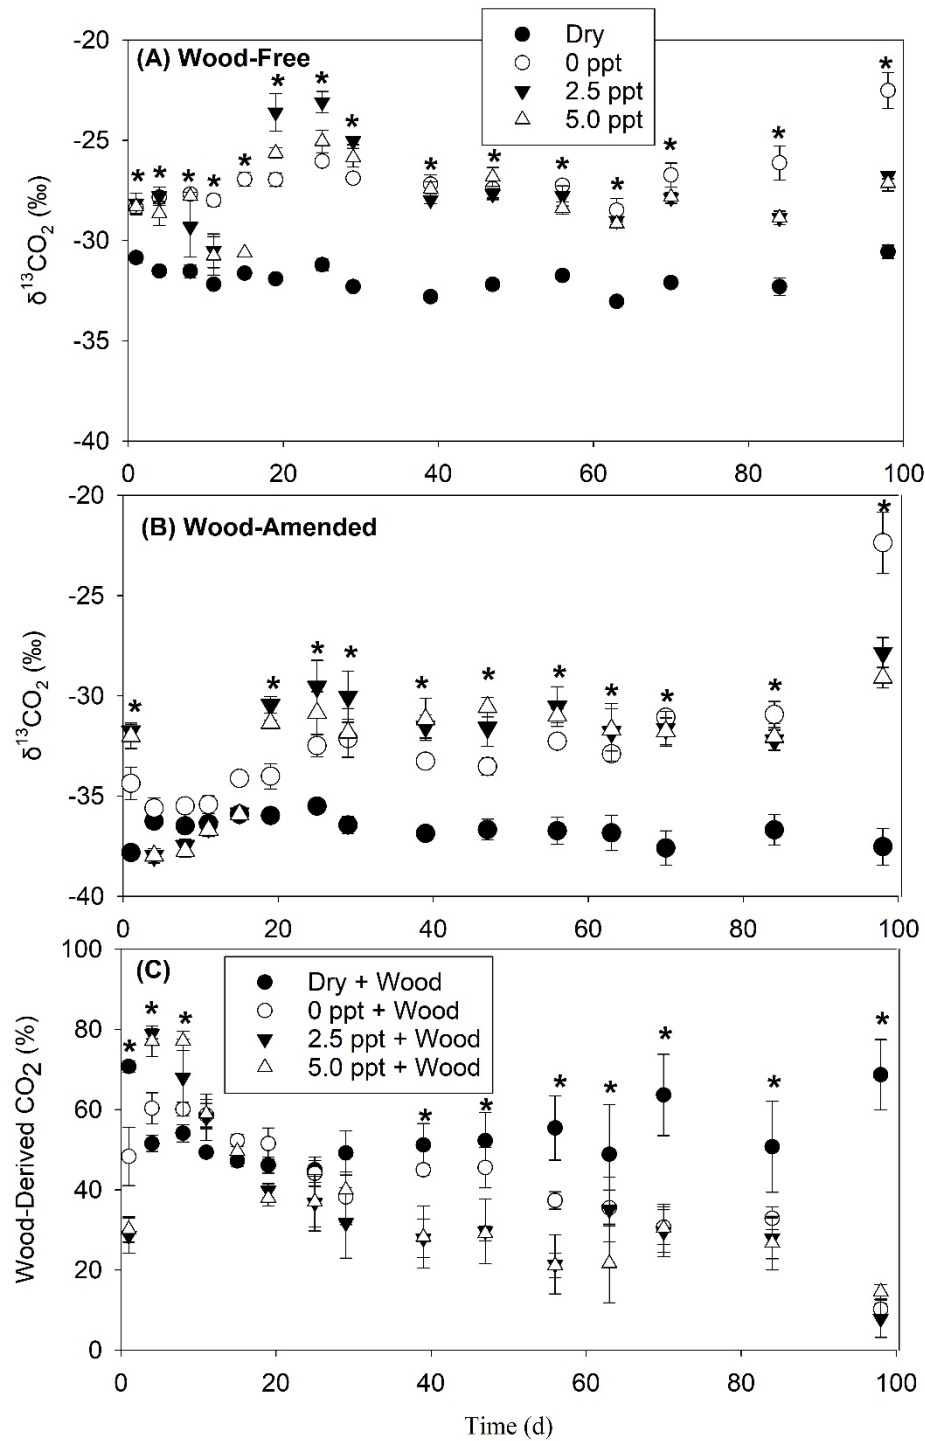 (A) Wood-Free
Dry
0 ppt
2.5 ppt
5.0 ppt
-20
-25
-30
-35
-40
δ¹³CO₂ (‰)
* * * * * * * * * * * * * * *
0 20 40 60 80 100
(B) Wood-Amended
-20
-25
-30
-35
-40
δ¹³CO₂ (‰)
* * * * * * * * * * *
0 20 40 60 80 100
(C)
Dry + Wood
0 ppt + Wood
2.5 ppt + Wood
5.0 ppt + Wood
100
80
60
40
20
0
Wood-Derived CO₂ (%)
* * * * * * * * * *
0 20 40 60 80 100
Time (d)